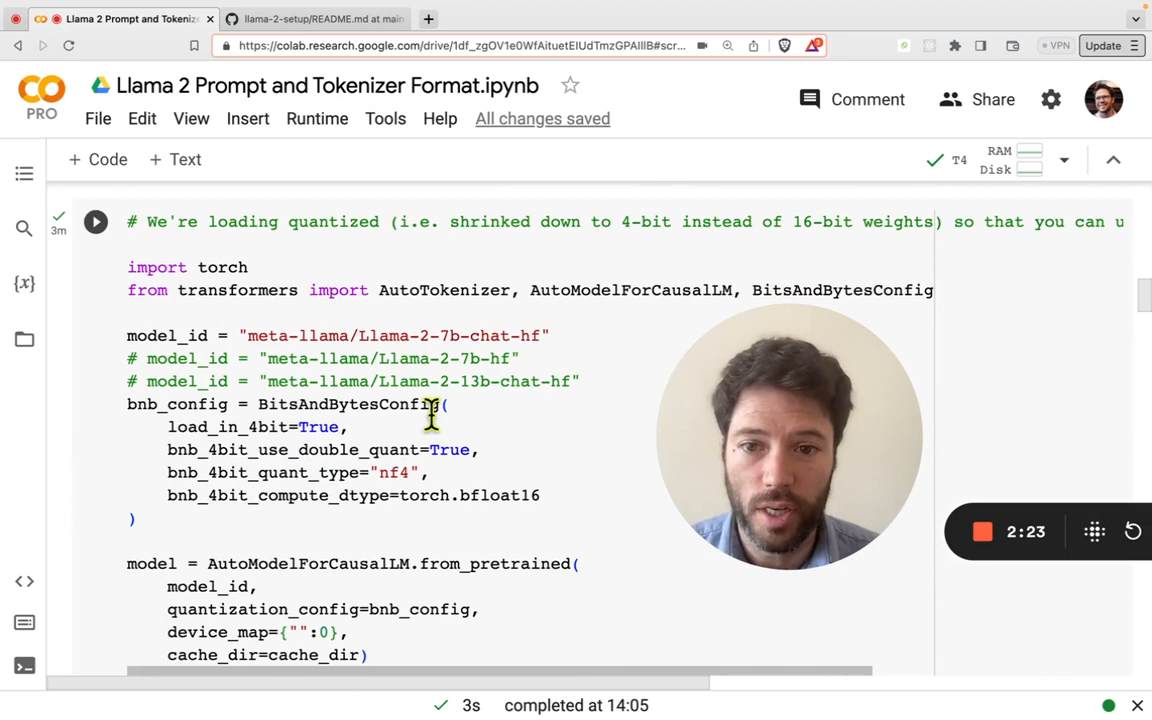 Llama 2 Prompt and Tokenize
llama-2-setup/README.md at main
https://colab.research.google.com/drive/1df_zgOV1e0WfAituetEIUdTmzGPAIllB#scr...
VPN
Update
Llama 2 Prompt and Tokenizer Format.ipynb
PRO
File Edit View Insert Runtime Tools Help All changes saved
Comment
Share
+ Code + Text
T4
RAM
Disk
3m
# We're loading quantized (i.e. shrinked down to 4-bit instead of 16-bit weights) so that you can u
import torch
from transformers import AutoTokenizer, AutoModelForCausalLM, BitsAndBytesConfig
model_id = "meta-llama/Llama-2-7b-chat-hf"
# model_id = "meta-llama/Llama-2-7b-hf"
# model_id = "meta-llama/Llama-2-13b-chat-hf"
bnb_config = BitsAndBytesConfig(
load_in_4bit=True,
bnb_4bit_use_double_quant=True,
bnb_4bit_quant_type="nf4",
bnb_4bit_compute_dtype=torch.bfloat16
)
2:23
model = AutoModelForCausalLM.from_pretrained(
model_id,
quantization_config=bnb_config,
device_map={"":0},
cache_dir=cache_dir)
3s completed at 14:05